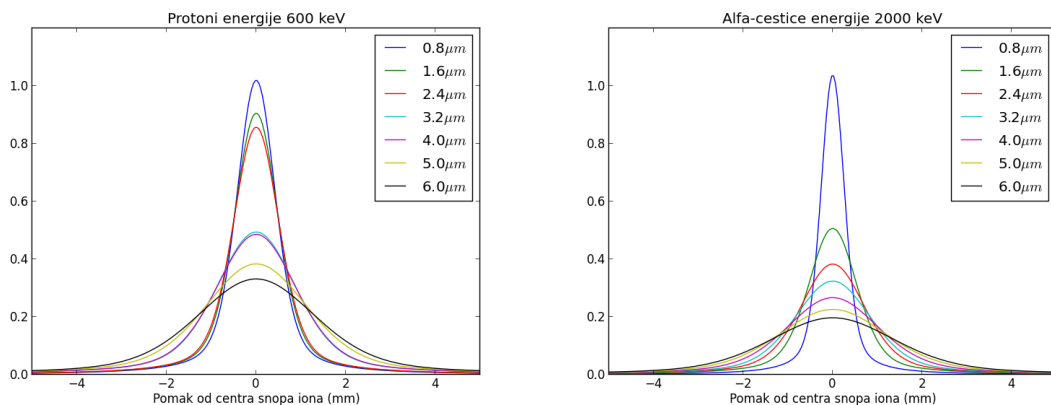 Protoni energije 600 keV
1.0
0.8
0.6
0.4
0.2
0.0
−4
−2
0
2
4
Pomak od centra snopa iona (mm)
0.8μm
1.6μm
2.4μm
3.2μm
4.0μm
5.0μm
6.0μm
Alfa-cestice energije 2000 keV
1.0
0.8
0.6
0.4
0.2
0.0
−4
−2
0
2
4
Pomak od centra snopa iona (mm)
0.8μm
1.6μm
2.4μm
3.2μm
4.0μm
5.0μm
6.0μm